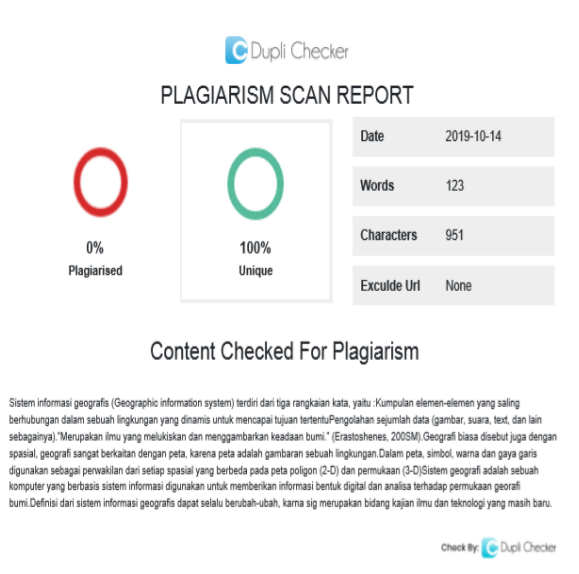 Dupli Checker
PLAGIARISM SCAN REPORT
0%
Plagiarised
100%
Unique
Date 2019-10-14
Words 123
Characters 951
Exculde Url None
Content Checked For Plagiarism
Sistem informasi geografis (Geographic information system) terdiri dari tiga rangkaian kata, yaitu :Kumpulan elemen-elemen yang saling
berhubungan dalam sebuah lingkungan yang dinamis untuk mencapai tujuan tertentuPengolahan sejumlah data (gambar, suara, text, dan lain
sebagainya)."Merupakan ilmu yang melukiskan dan menggambarkan keadaan bumi." (Erastoshenes, 200SM).Geografi biasa disebut juga dengan
spasial, geografi sangat berkaitan dengan peta, karena peta adalah gambaran sebuah lingkungan.Dalam peta, simbol, warna dan gaya garis
digunakan sebagai perwakilan dari setiap spasial yang berbeda pada peta poligon (2-D) dan permukaan (3-D)Sistem geografi adalah sebuah
komputer yang berbasis sistem informasi digunakan untuk memberikan informasi bentuk digital dan analisa terhadap permukaan georafi
bumi.Definisi dari sistem informasi geografis dapat selalu berubah-ubah, karna sig merupakan bidang kajian ilmu dan teknologi yang masih baru.
Check By: Dupli Checker